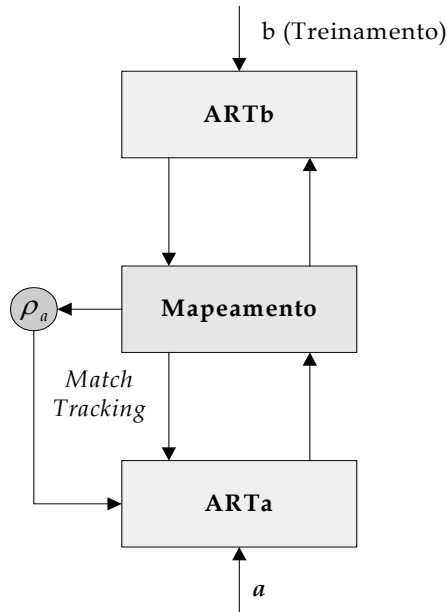 b (Treinamento)
ARTb
Mapeamento
ρa
Match
Tracking
ARTa
a